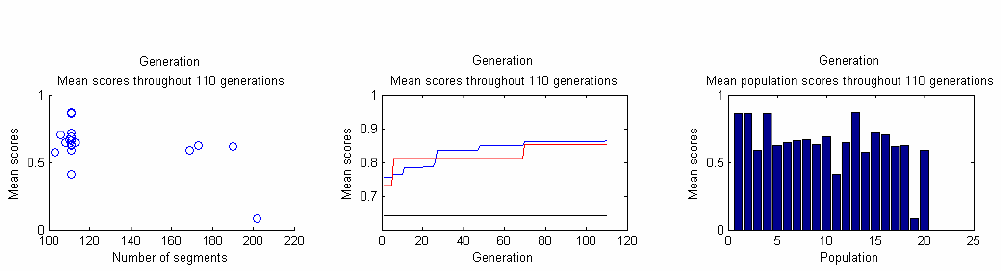 Generation
Mean scores throughout 110 generations
1
0.5
0
Mean scores
100 120 140 160 180 200 220
Number of segments
Generation
Mean scores throughout 110 generations
1
0.9
0.8
0.7
Mean scores
0 20 40 60 80 100 120
Generation
Generation
Mean population scores throughout 110 generations
1
0.5
0
Mean scores
0 5 10 15 20 25
Population